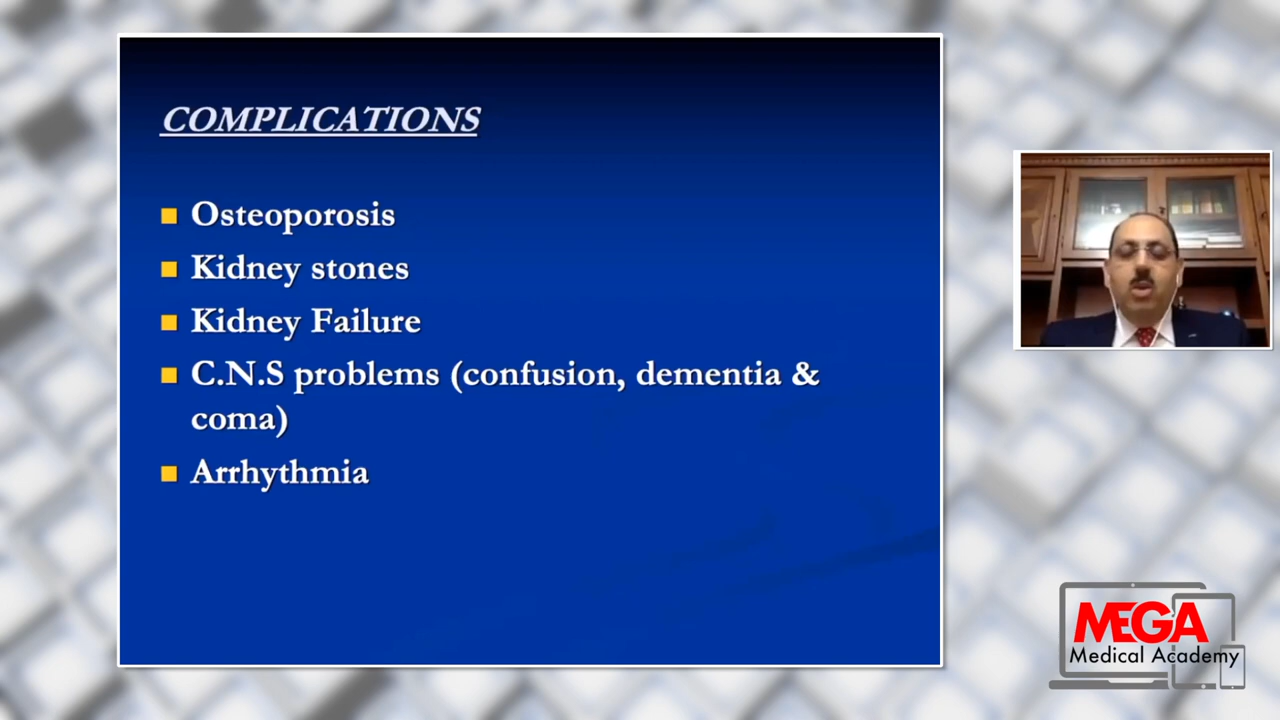 COMPLICATIONS
Osteoporosis
Kidney stones
Kidney Failure
C.N.S problems (confusion, dementia &
coma)
Arrhythmia
MEGA
Medical Academy